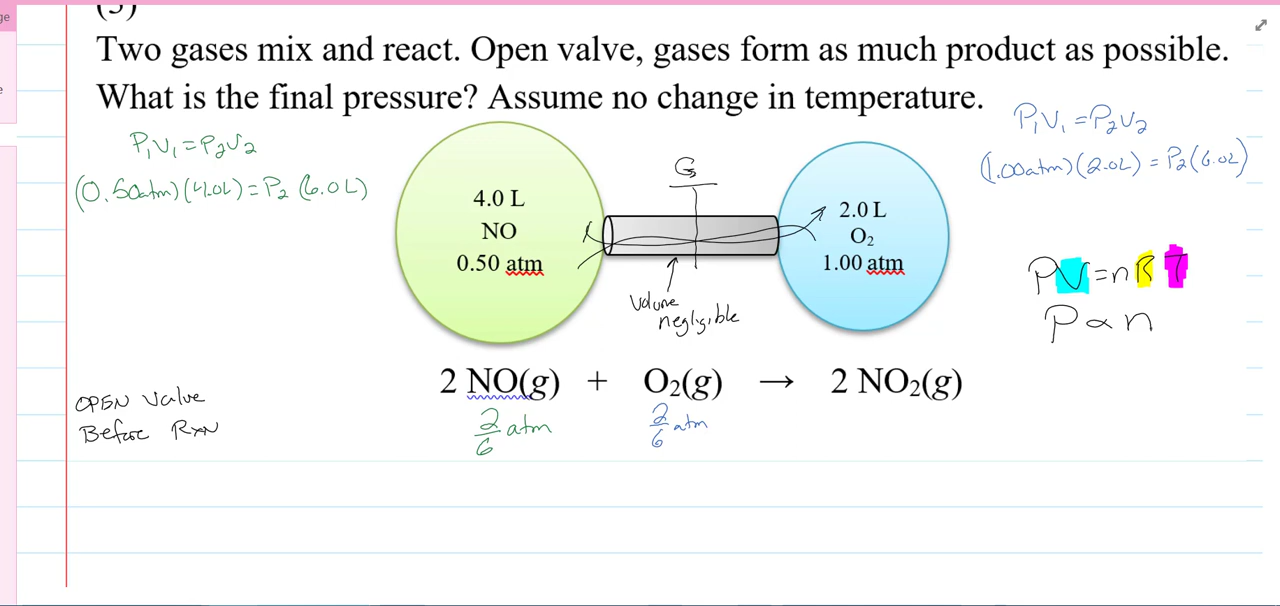 (3)
Two gases mix and react. Open valve, gases form as much product as possible.
What is the final pressure? Assume no change in temperature.
P₁V₁ = P₂V₂
(0.50atm)(4.0L) = P₂ (6.0L)
P₁V₁ = P₂V₂
(1.00atm)(2.0L) = P₂(6.0L)
4.0 L
NO
0.50 atm
2.0 L
O₂
1.00 atm
Volume
negligible
PV = nRT
P ∝ n
2 NO(g) + O₂(g) → 2 NO₂(g)
OPEN Valve
Before RXN
2/6 atm
2/6 atm